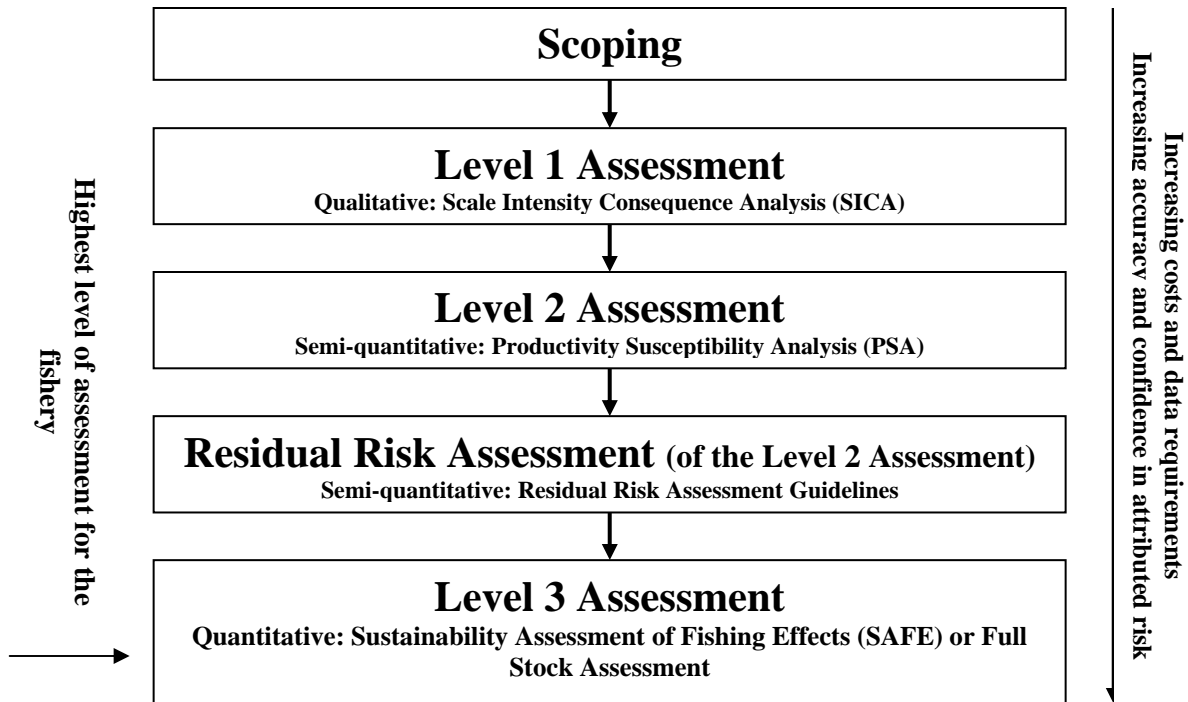 Scoping
Level 1 Assessment
Qualitative: Scale Intensity Consequence Analysis (SICA)
Level 2 Assessment
Semi-quantitative: Productivity Susceptibility Analysis (PSA)
Residual Risk Assessment (of the Level 2 Assessment)
Semi-quantitative: Residual Risk Assessment Guidelines
Level 3 Assessment
Quantitative: Sustainability Assessment of Fishing Effects (SAFE) or Full
Stock Assessment
Highest level of assessment for the
fishery
Increasing costs and data requirements
Increasing accuracy and confidence in attributed risk